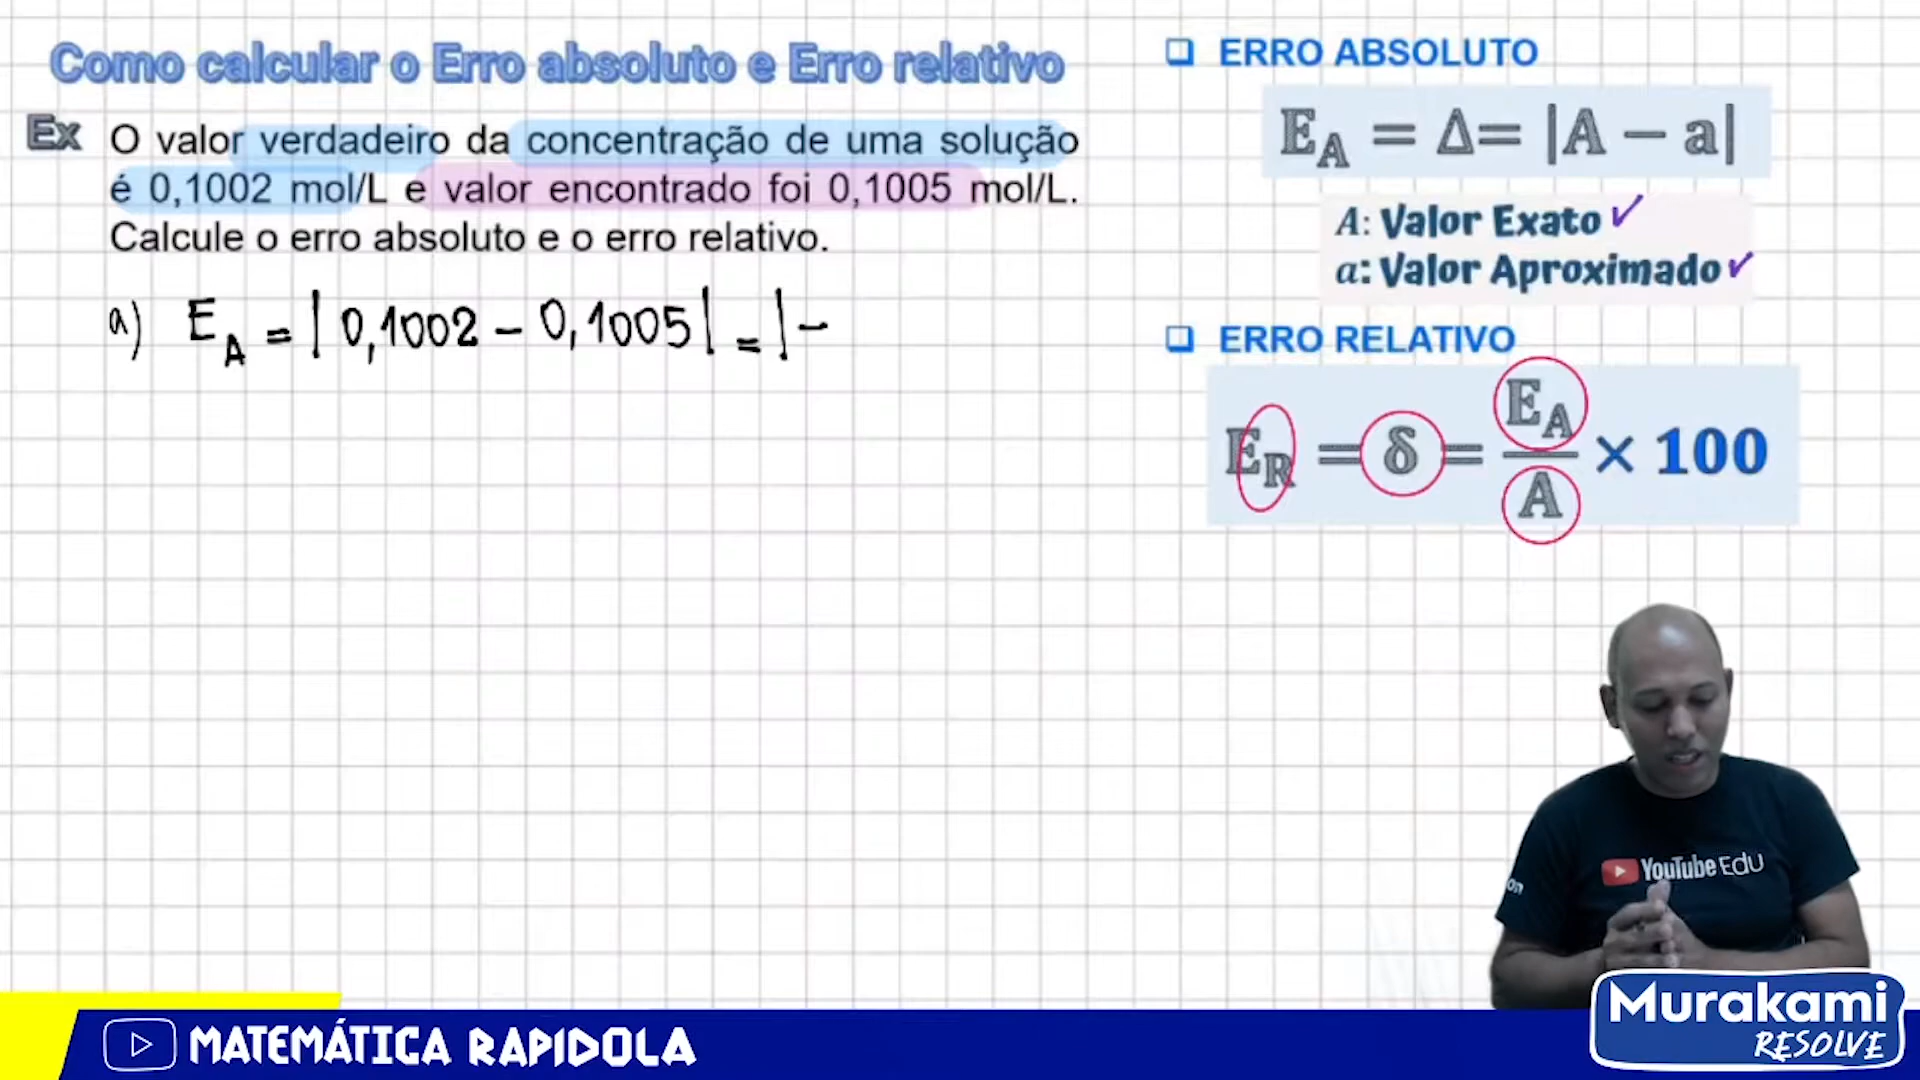 Como calcular o Erro absoluto e Erro relativo
Ex O valor verdadeiro da concentração de uma solução
é 0,1002 mol/L e valor encontrado foi 0,1005 mol/L.
Calcule o erro absoluto e o erro relativo.
a) E_A = | 0,1002 - 0,1005 | = | -
❑ ERRO ABSOLUTO
E_A = Δ= |A − a|
A: Valor Exato ✓
a: Valor Aproximado ✓
❑ ERRO RELATIVO
E_R = δ = E_A / A × 100
YouTube Edu
on
MATEMÁTICA RAPIDOLA
Murakami
RESOLVE